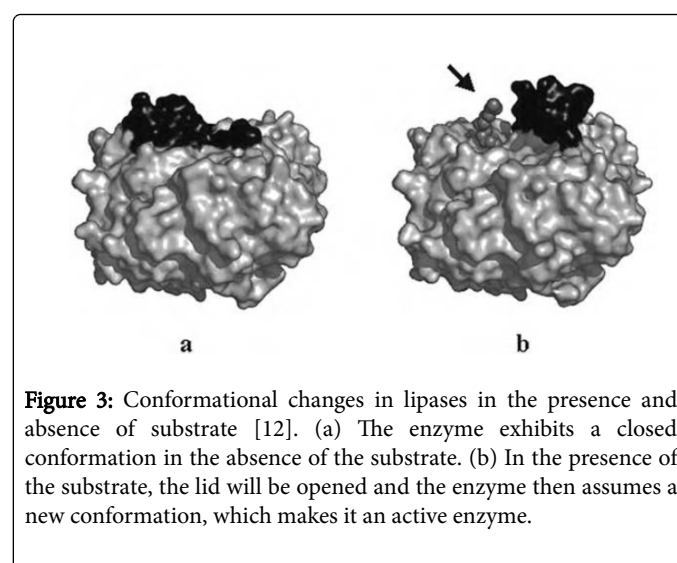 a
b
Figure 3: Conformational changes in lipases in the presence and
absence of substrate [12]. (a) The enzyme exhibits a closed
conformation in the absence of the substrate. (b) In the presence of
the substrate, the lid will be opened and the enzyme then assumes a
new conformation, which makes it an active enzyme.